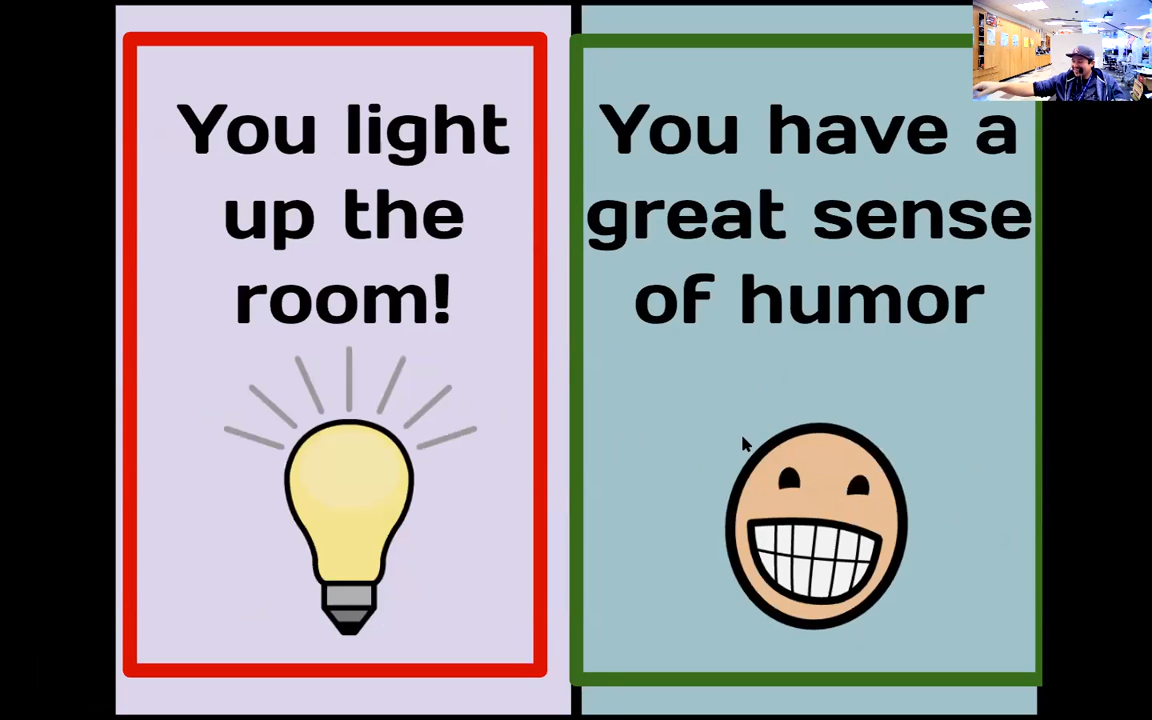 You light
up the
room!
You have a
great sense
of humor